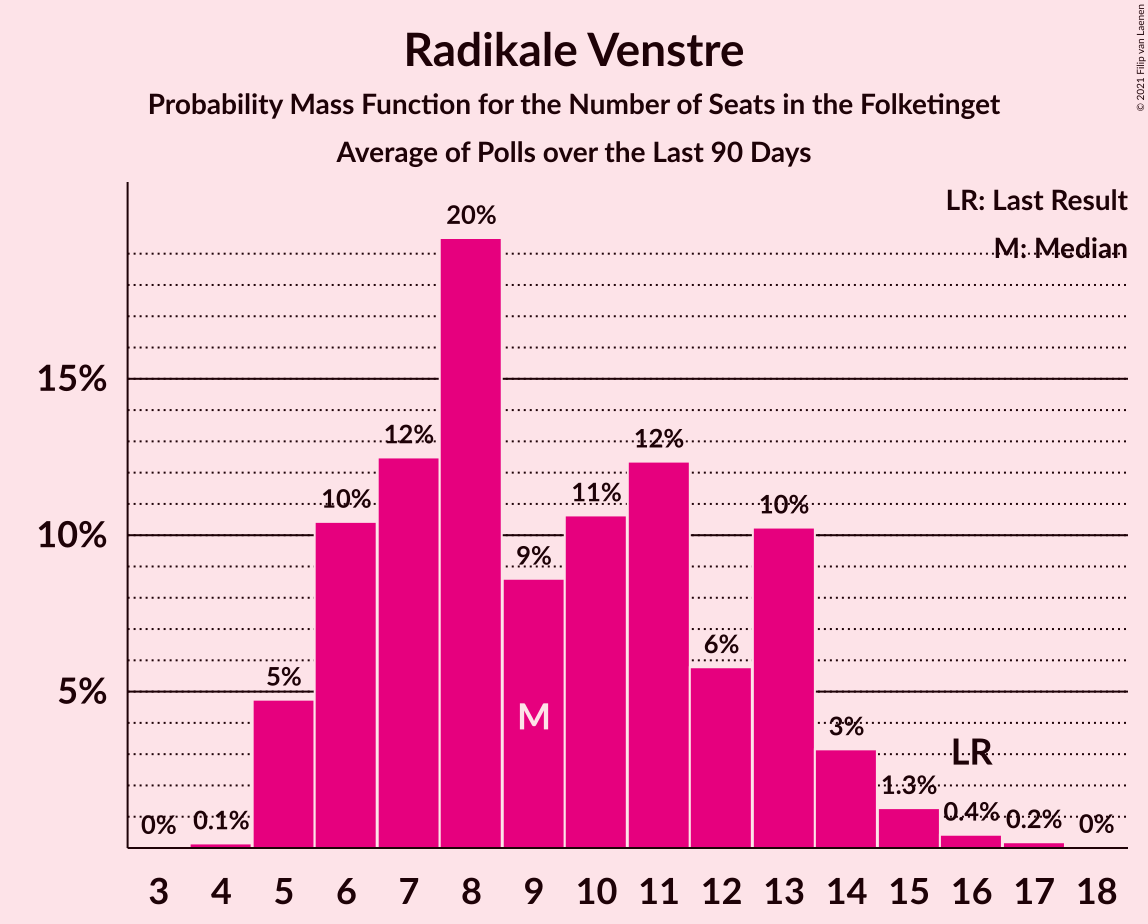 Radikale Venstre
Probability Mass Function for the Number of Seats in the Folketinget
Average of Polls over the Last 90 Days
© 2021 Filip van Laenen
LR: Last Result
M: Median
20%
15%
12%
12%
10%
11%
10%
10%
9%
6%
5%
5%
M
3%
LR
1.3%
0%
0.1%
0.4%
0.2%
0%
3 4 5 6 7 8 9 10 11 12 13 14 15 16 17 18